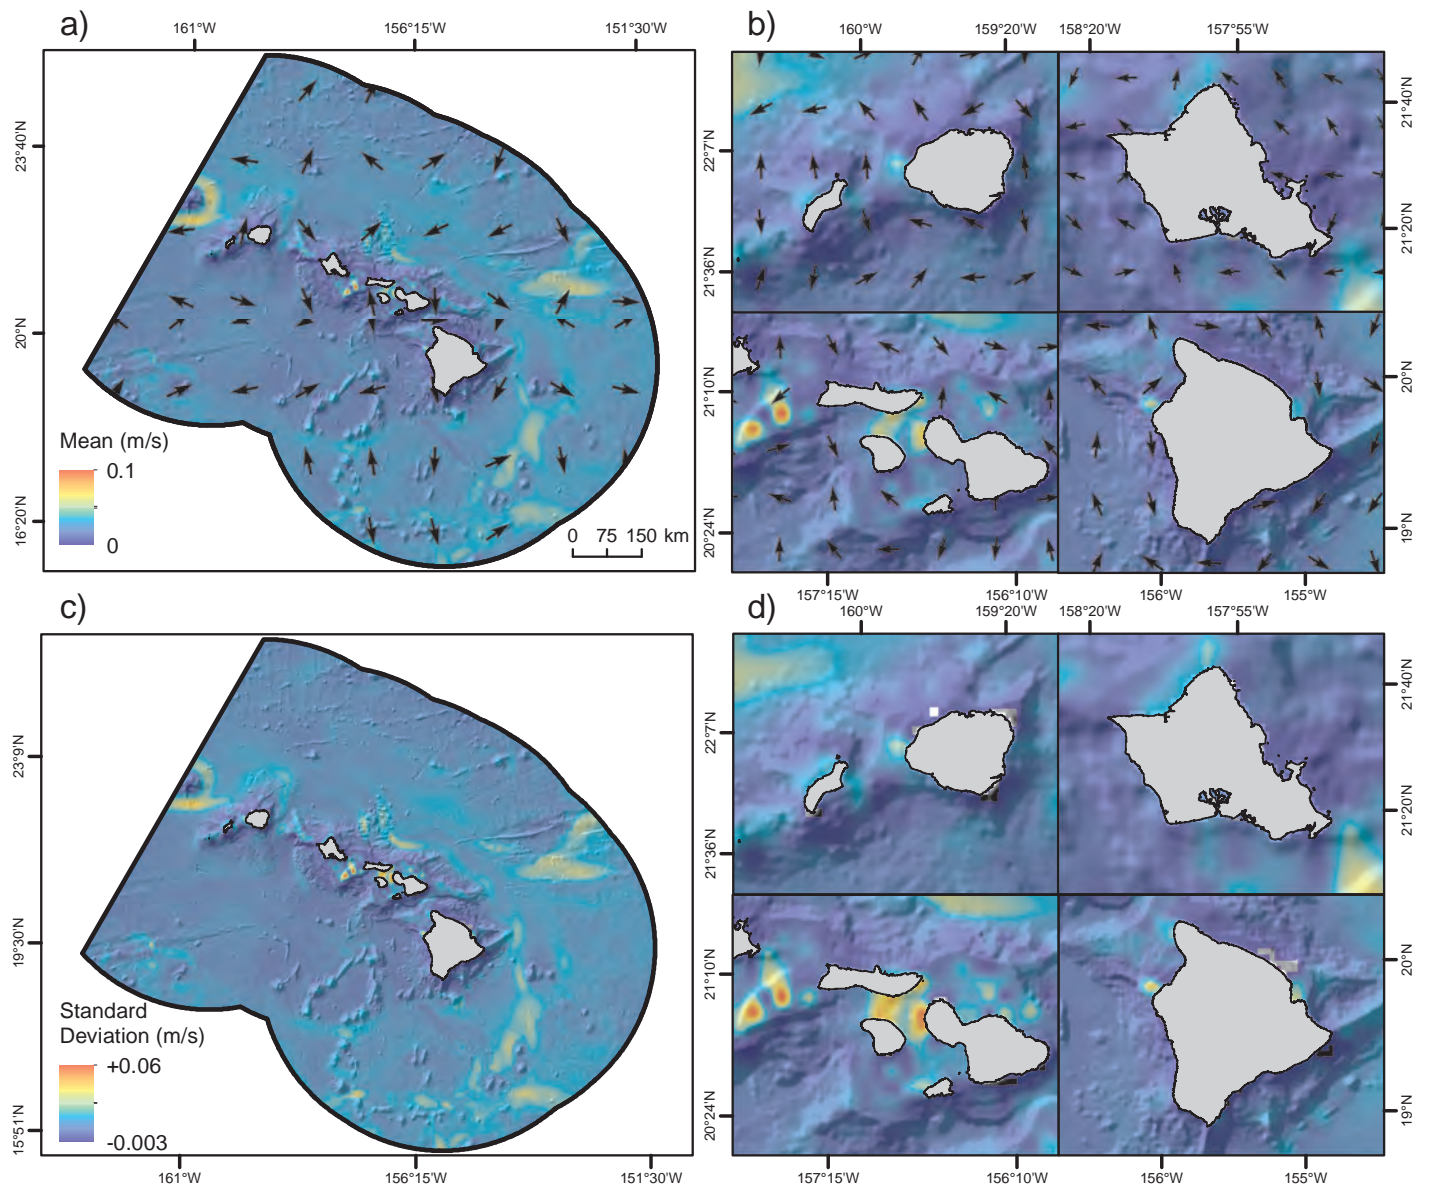 a)
161°W 156°15'W 151°30'W
23°40'N
20°N
16°20'N
Mean (m/s)
0.1
0
0 75 150 km
b)
160°W 159°20'W 158°20'W 157°55'W
22°7'N
21°36'N
21°40'N
21°20'N
21°10'N
20°24'N
20°N
19°N
157°15'W 156°10'W 156°W 155°W
c)
23°9'N
19°30'N
15°51'N
Standard
Deviation (m/s)
+0.06
-0.003
161°W 156°15'W 151°30'W
d)
160°W 159°20'W 158°20'W 157°55'W
22°7'N
21°36'N
21°40'N
21°20'N
21°10'N
20°24'N
20°N
19°N
157°15'W 156°10'W 156°W 155°W